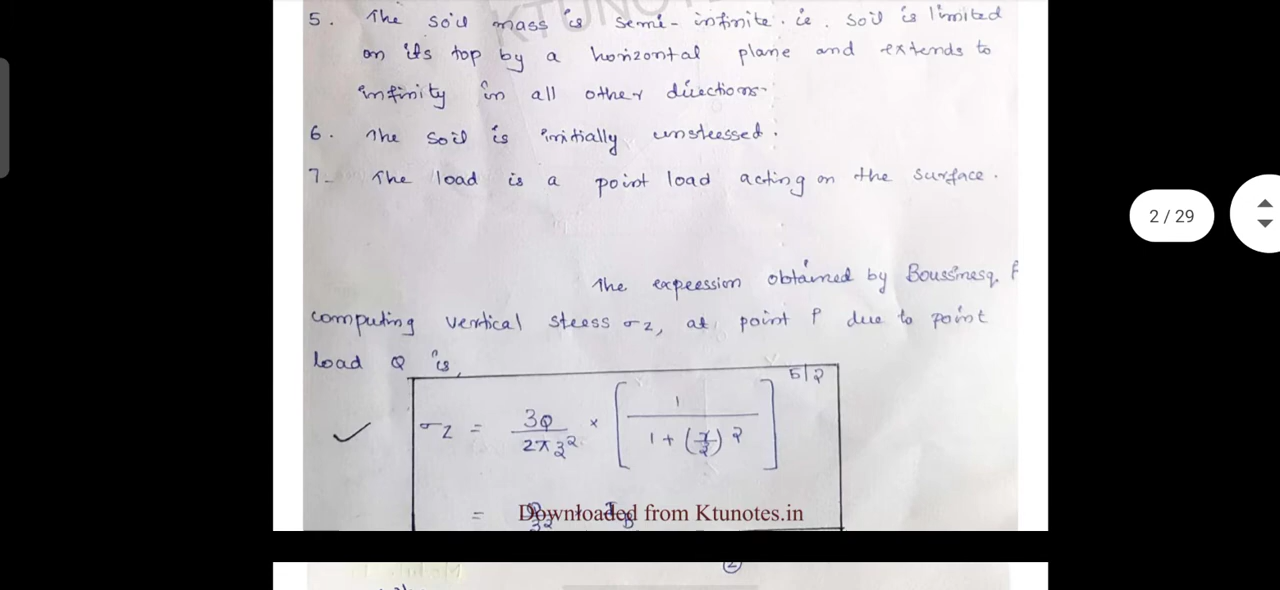 5. The soil mass is semi-infinite. ie. soil is limited
on its top by a horizontal plane and extends to
infinity in all other directions.
6. The soil is initially unstressed.
7. The load is a point load acting on the surface.
2 / 29
The expression obtained by Boussinesq,
computing vertical stress σz, at point P due to point
load Q is,
σz = 3Q / 2πz² × [ 1 / 1 + (r/z)² ]^5/2
=
Downloaded from Ktunotes.in
②